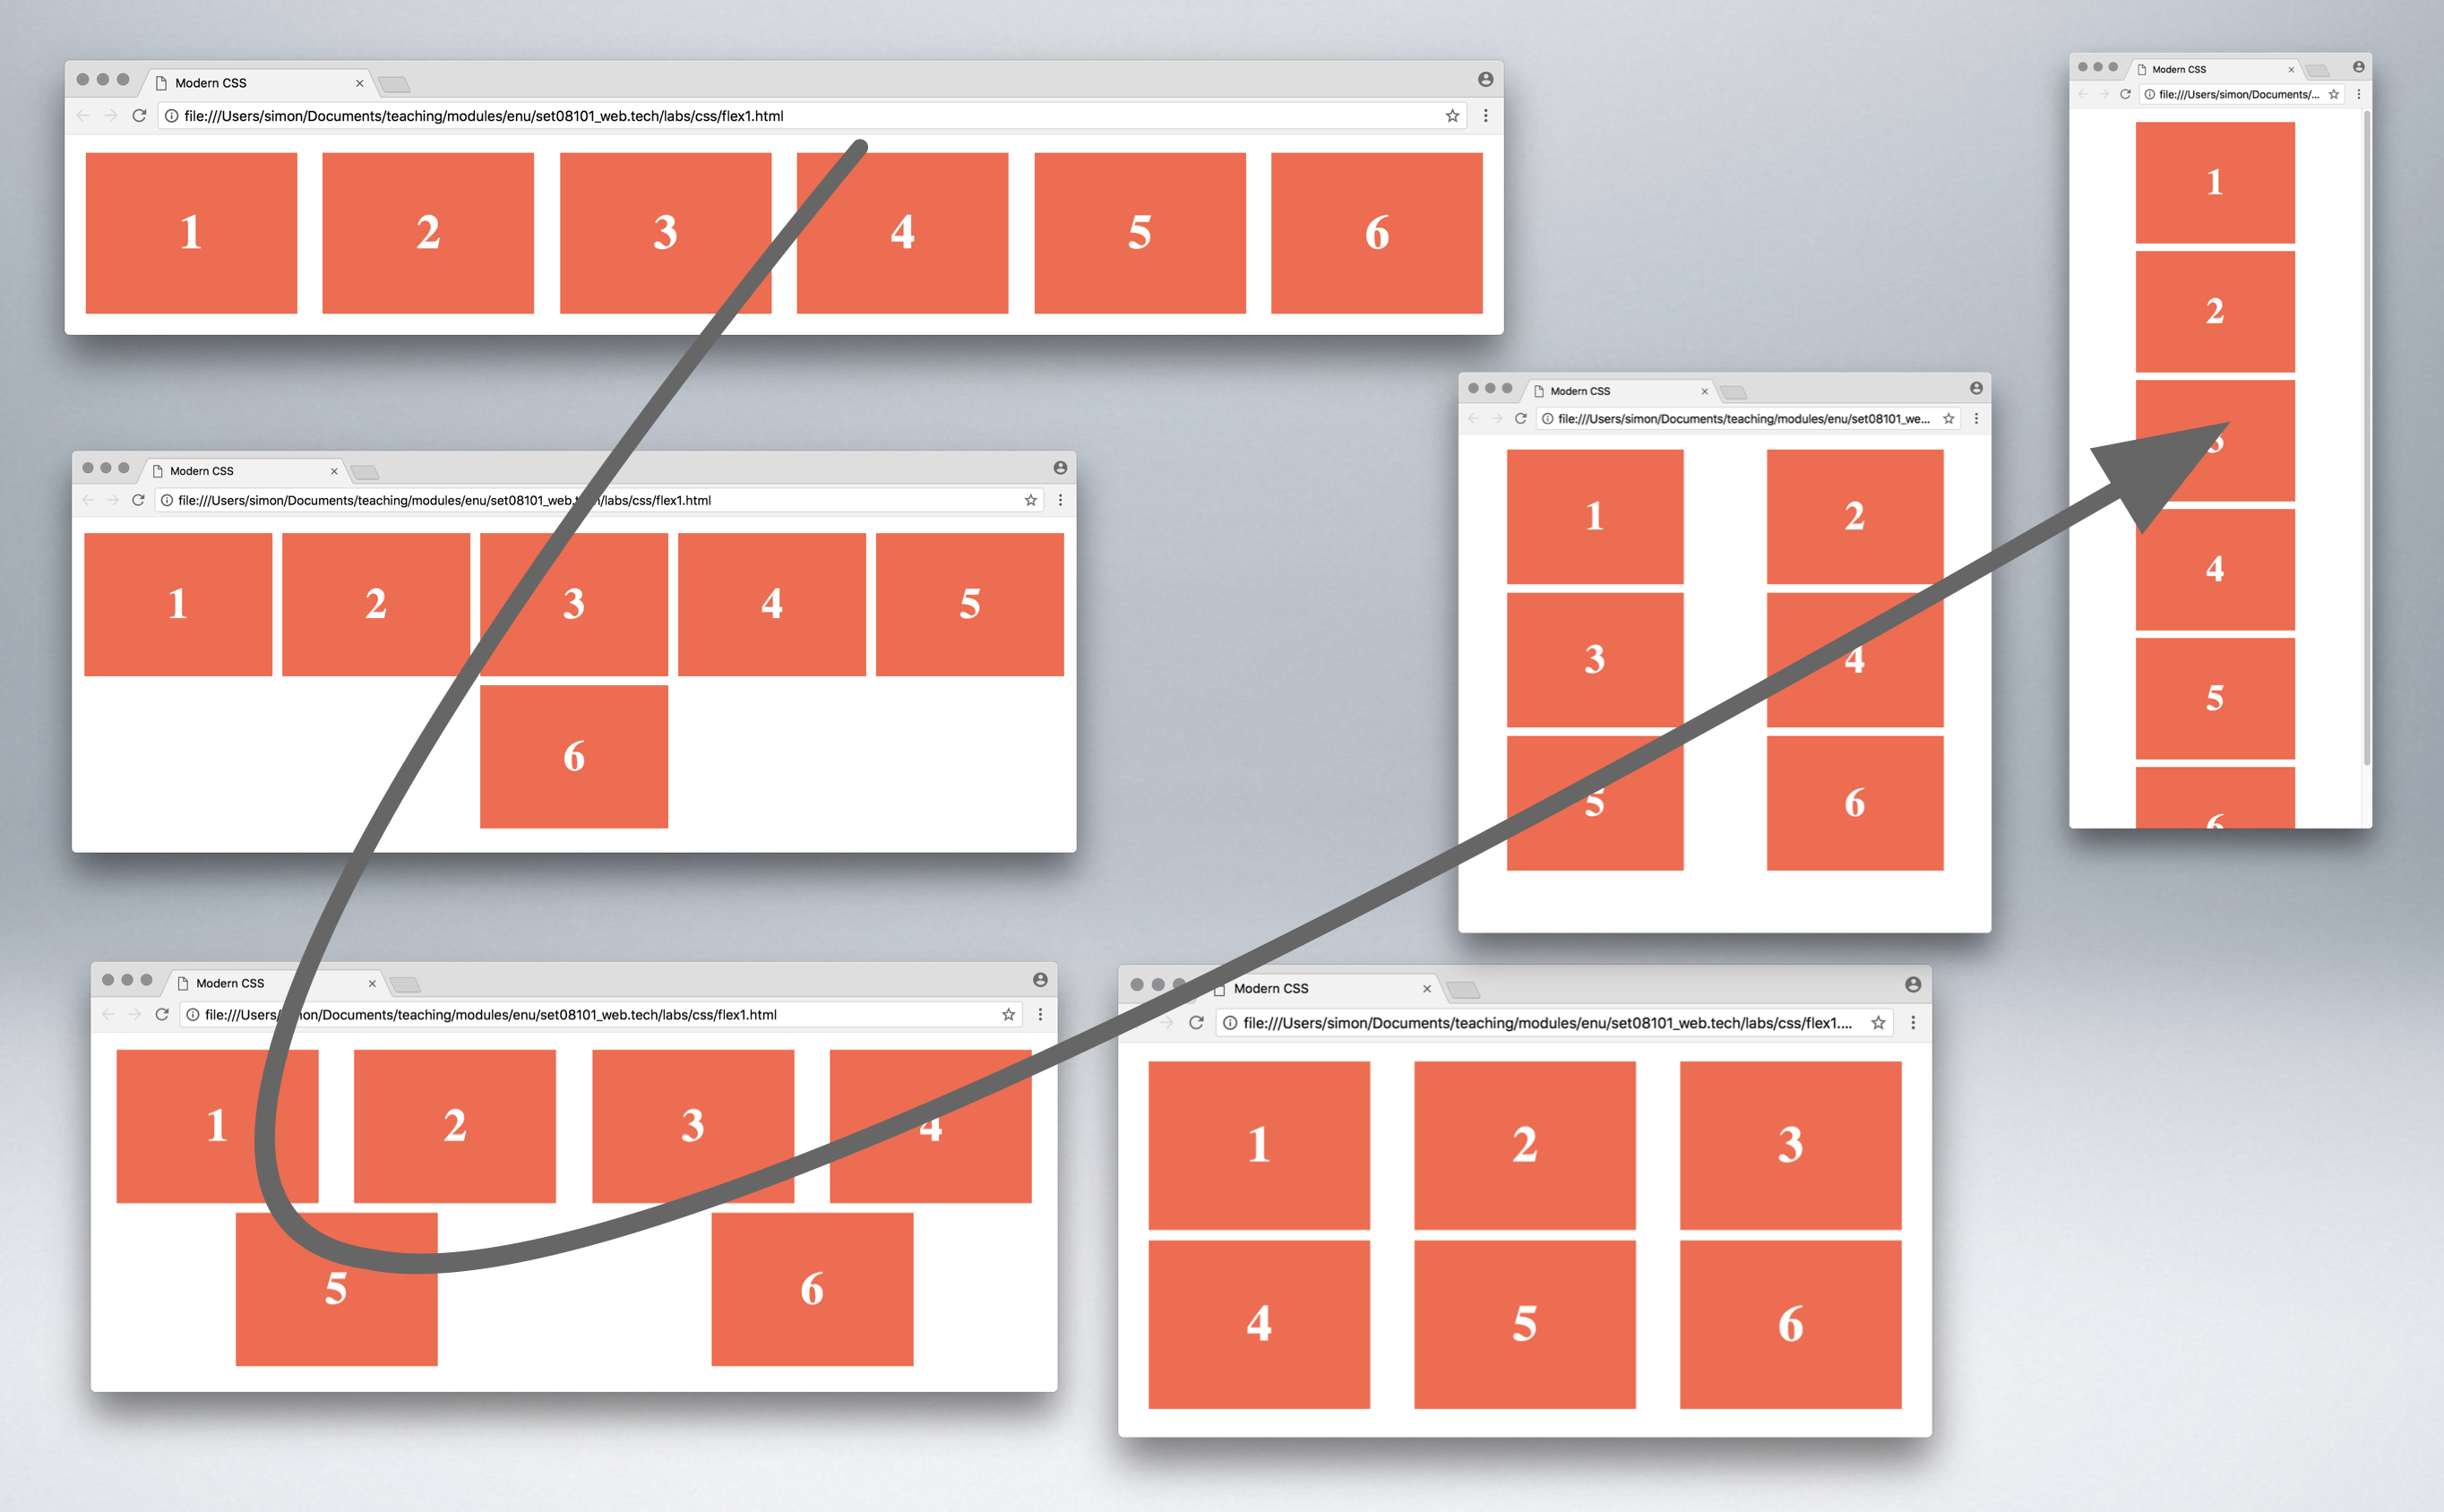 Modern CSS
file:///Users/simon/Documents/teaching/modules/enu/set08101_web.tech/labs/css/flex1.html
1 2 3 4 5 6
Modern CSS
file:///Users/simon/Documents/teaching/modules/enu/set08101_web.tech/labs/css/flex1.html
1 2 3 4 5
6
Modern CSS
file:///Users/simon/Documents/teaching/modules/enu/set08101_web.tech/labs/css/flex1.html
1 2 3 4
5 6
Modern CSS
file:///Users/simon/Documents/teaching/modules/enu/set08101_web.tech/labs/css/flex1....
1 2 3
4 5 6
Modern CSS
file:///Users/simon/Documents/teaching/modules/enu/set08101_we...
1 2
3 4
5 6
Modern CSS
file:///Users/simon/Documents/...
1
2
3
4
5
6